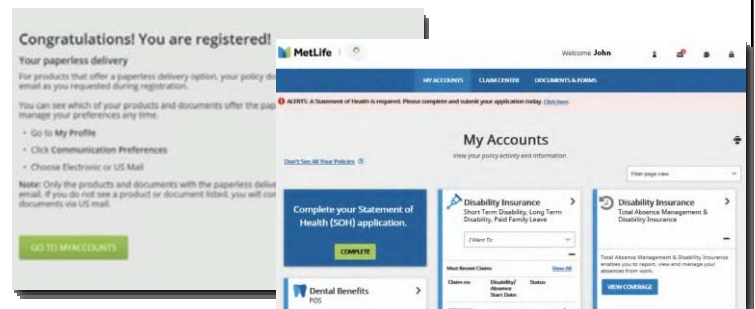 Congratulations! You are registered!
Your paperless delivery
For products that offer a paperless delivery option, your policy do
email as you requested during registration.
You can see which of your products and documents offer the pap
manage your preferences any time.
• Go to My Profile
• Click Communication Preferences
• Choose Electronic or US Mail
Note: Only the products and documents with the paperless delive
email. If you do not see a product or document listed, you will con
documents via US mail.
GO TO MYACCOUNTS
MetLife
Welcome John
MY ACCOUNTS CLAIM CENTER DOCUMENTS & FORMS
ALERTS: A Statement of Health is required. Please complete and submit your application today. Click here.
My Accounts
View your policy activity and information
Don't See All Your Policies
Filter page view
Complete your Statement of
Health (SOH) application.
COMPLETE
Dental Benefits
POS
Disability Insurance
Short Term Disability, Long Term
Disability, Paid Family Leave
I Want To
Most Recent Claims View All
Claim no: Disability/ Status:
Absence
Start Date:
Disability Insurance
Total Absence Management &
Disability Insurance
Total Absence Management & Disability Insurance
enables you to report, view and manage your
absences from work.
VIEW COVERAGE